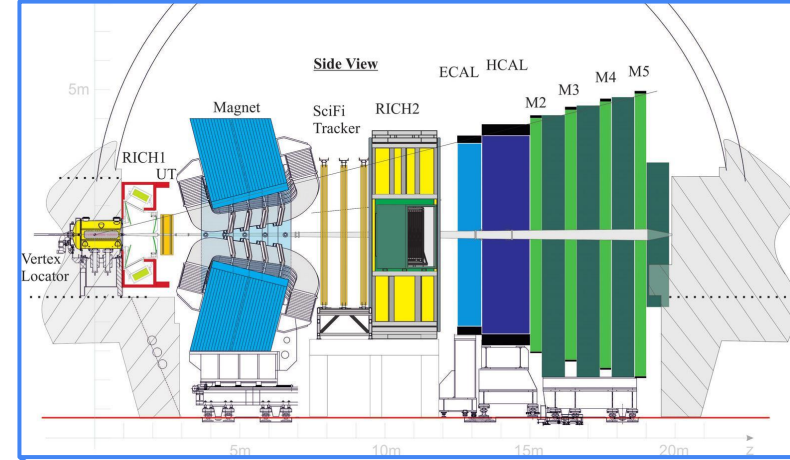 Side View
ECAL
HCAL
M5
M4
M3
M2
5m
Magnet
SciFi
Tracker
RICH2
RICH1
UT
Vertex
Locator
5m
10m
15m
20m
z